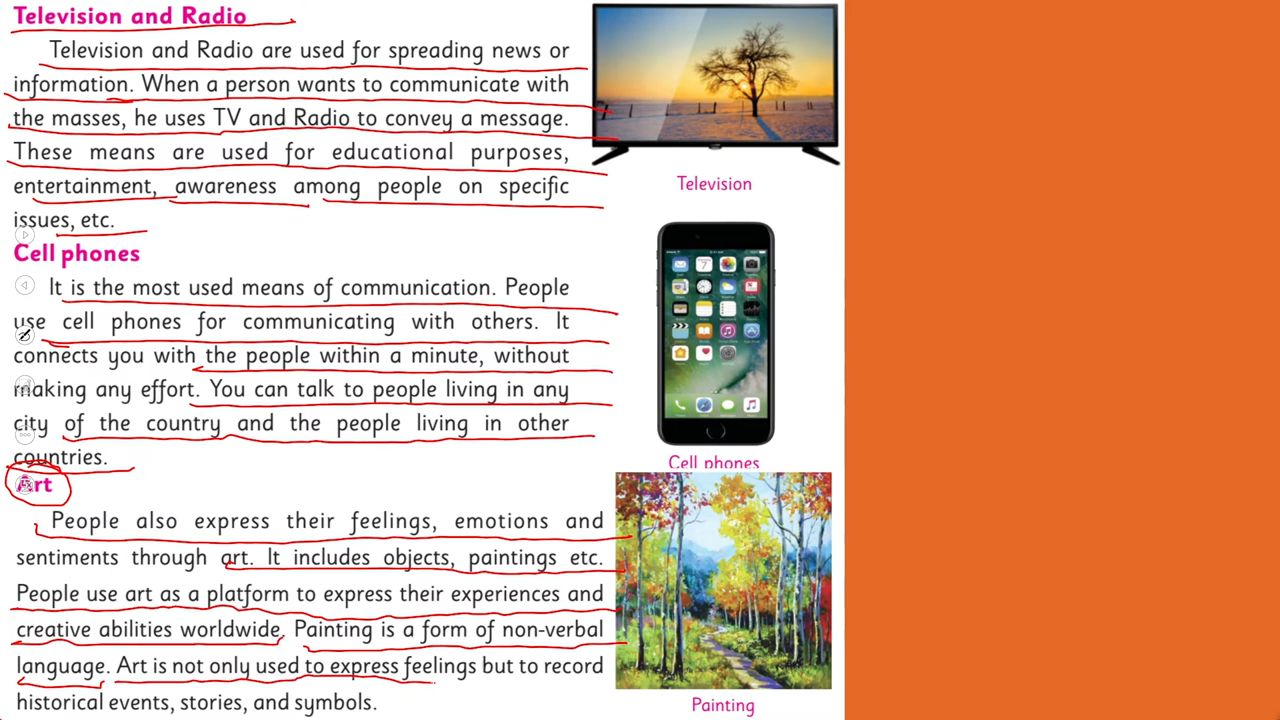 Television and Radio
Television and Radio are used for spreading news or
information. When a person wants to communicate with
the masses, he uses TV and Radio to convey a message.
These means are used for educational purposes,
entertainment, awareness among people on specific
issues, etc.
Television
Cell phones
It is the most used means of communication. People
use cell phones for communicating with others. It
connects you with the people within a minute, without
making any effort. You can talk to people living in any
city of the country and the people living in other
countries.
Cell phones
Art
People also express their feelings, emotions and
sentiments through art. It includes objects, paintings etc.
People use art as a platform to express their experiences and
creative abilities worldwide. Painting is a form of non-verbal
language. Art is not only used to express feelings but to record
historical events, stories, and symbols.
Painting